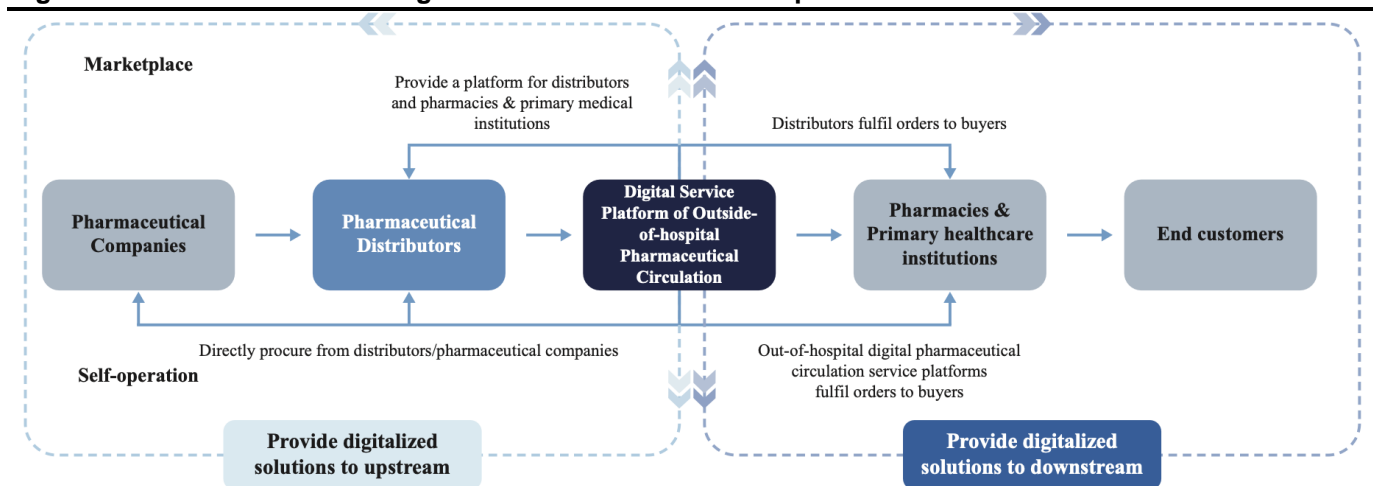 Marketplace
Provide a platform for distributors
and pharmacies & primary medical
institutions
Distributors fulfil orders to buyers
Pharmaceutical
Companies
Pharmaceutical
Distributors
Digital Service
Platform of Outside-
of-hospital
Pharmaceutical
Circulation
Pharmacies &
Primary healthcare
institutions
End customers
Directly procure from distributors/pharmaceutical companies
Out-of-hospital digital pharmaceutical
circulation service platforms
fulfil orders to buyers
Self-operation
Provide digitalized
solutions to upstream
Provide digitalized
solutions to downstream